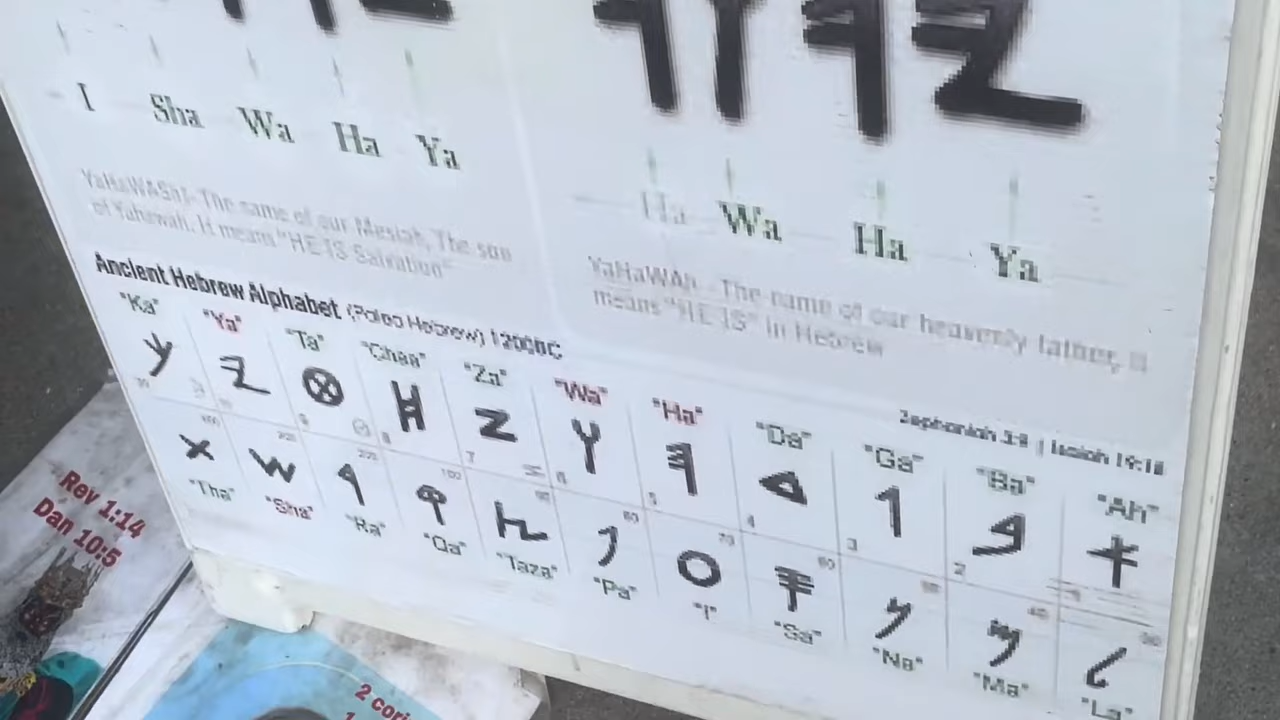 I Sha Wa Ha Ya
YaHaWASHI- The name of our Mesiah, The son
of Yahawah. It means "HE IS Salvation"
Ha Wa Ha Ya
YaHaWAh - The name of our heavenly father, it
means "HE IS" in Hebrew
Ancient Hebrew Alphabet (Paleo Hebrew) 1200BC
Zephaniah 3:9 | Isaiah 19:18
"Ka" "Ya" "Ta" "Chaa" "Za" "Wa" "Ha" "Da" "Ga" "Ba" "Ah"
𐤊 𐤉 𐤈 𐤇 𐤆 𐤅 𐤄 𐤃 𐤂 𐤁 𐤀
𐤕 𐤔 𐤓 𐤒 𐤑 𐤐 𐤏 𐤎 𐤍 𐤌 𐤋
"Tha" "Sha" "Ra" "Qa" "Taza" "Pa" "I" "Sa" "Na" "Ma" "La"
Rev 1:14
Dan 10:5